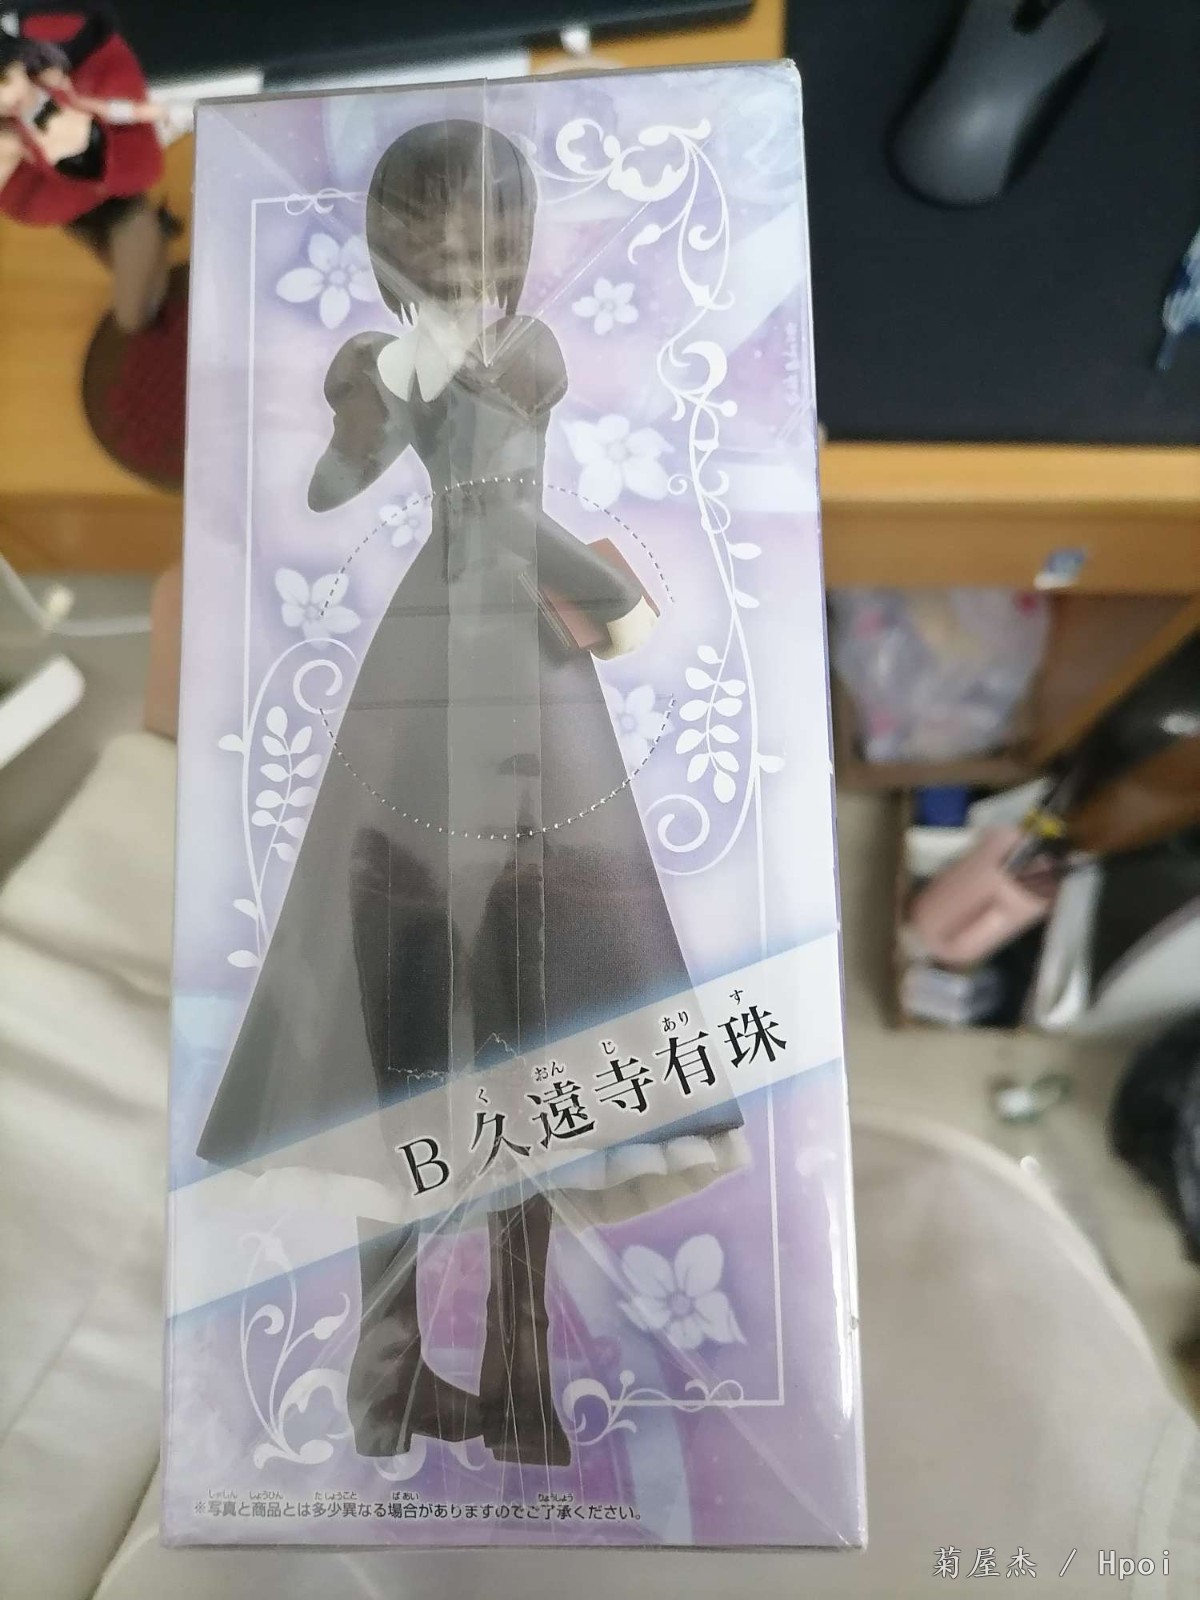 B 久遠寺有珠
く おん じ あり す
※写真と商品とは多少異なる場合がありますのでご了承ください。
しゃしん しょうひん たしょうこと ばあい りょうしょう
菊屋杰 / Hpoi